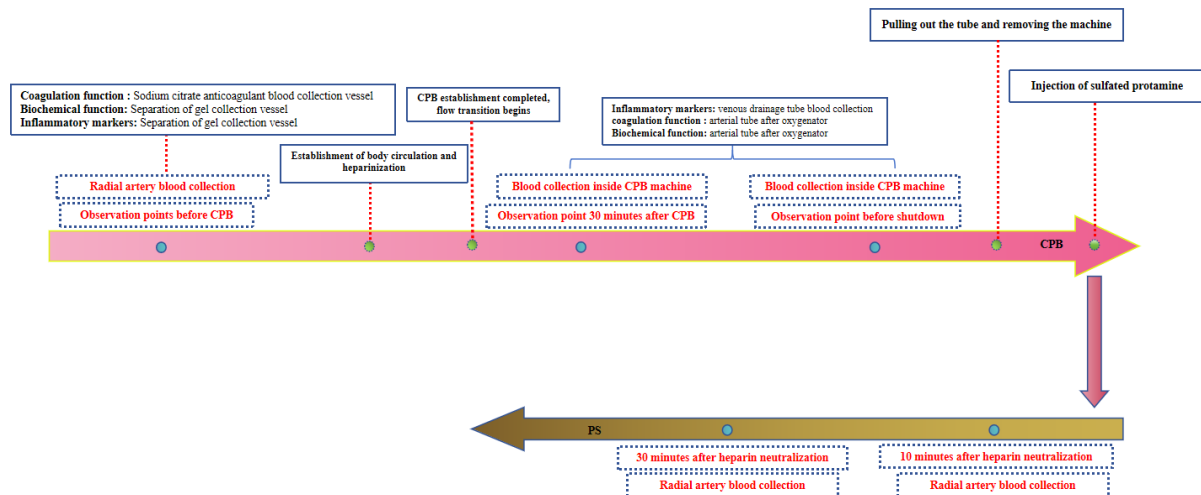 Pulling out the tube and removing the machine
Coagulation function : Sodium citrate anticoagulant blood collection vessel
Biochemical function: Separation of gel collection vessel
Inflammatory markers: Separation of gel collection vessel
CPB establishment completed,
flow transition begins
Inflammatory markers: venous drainage tube blood collection
coagulation function : arterial tube after oxygenator
Biochemical function: arterial tube after oxygenator
Injection of sulfated protamine
Establishment of body circulation and
heparinization
Radial artery blood collection
Observation points before CPB
Blood collection inside CPB machine
Observation point 30 minutes after CPB
Blood collection inside CPB machine
Observation point before shutdown
CPB
PS
30 minutes after heparin neutralization
Radial artery blood collection
10 minutes after heparin neutralization
Radial artery blood collection